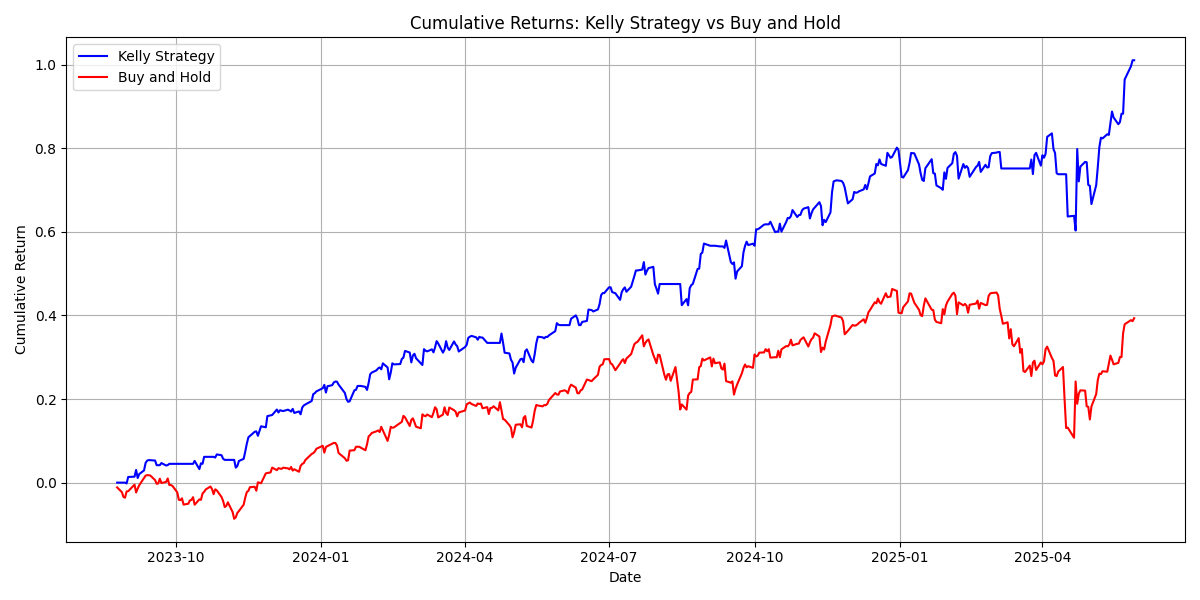 Cumulative Returns: Kelly Strategy vs Buy and Hold
Kelly Strategy
Buy and Hold
Cumulative Return
1.0
0.8
0.6
0.4
0.2
0.0
2023-10
2024-01
2024-04
2024-07
2024-10
2025-01
2025-04
Date